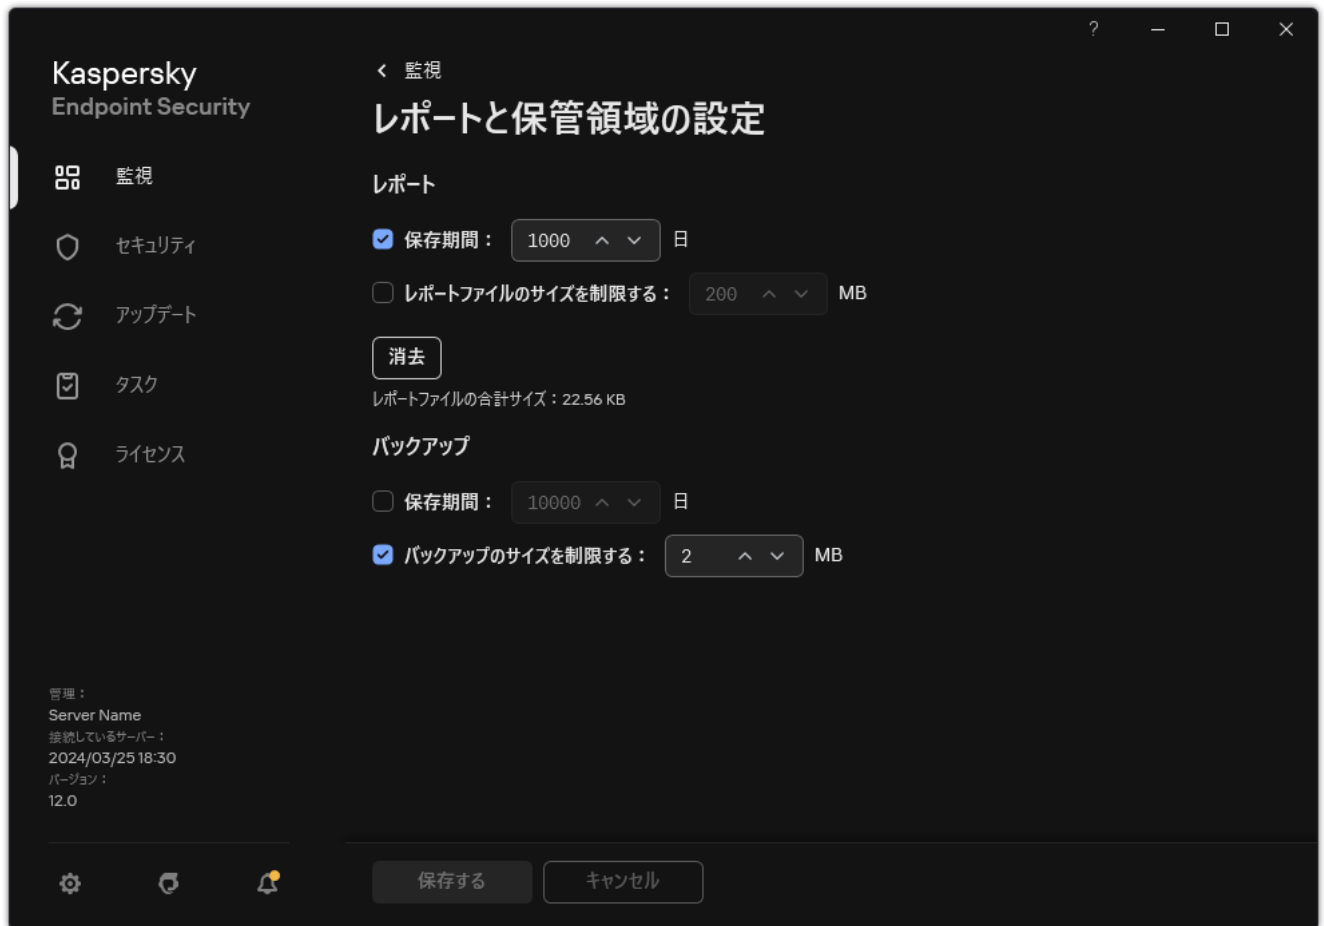 ?
Kaspersky
Endpoint Security
監視
セキュリティ
アップデート
タスク
ライセンス
管理：
Server Name
接続しているサーバー：
2024/03/25 18:30
バージョン：
12.0
監視
レポートと保管領域の設定
レポート
保存期間： 1000 日
レポートファイルのサイズを制限する： 200 MB
消去
レポートファイルの合計サイズ：22.56 KB
バックアップ
保存期間： 10000 日
バックアップのサイズを制限する： 2 MB
保存する キャンセル